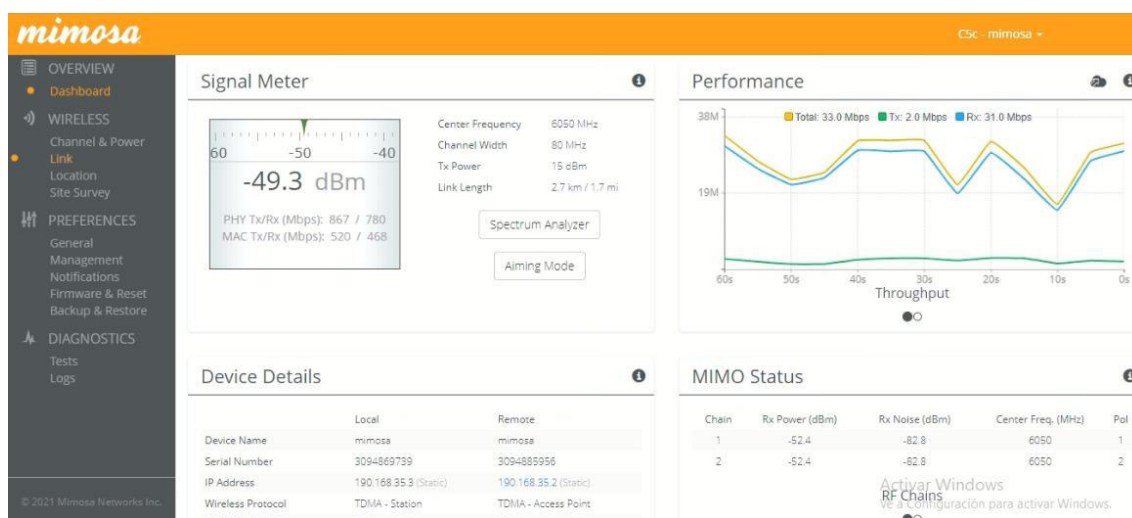 mimosa
C5c - mimosa
OVERVIEW
Dashboard
WIRELESS
Channel & Power
Link
Location
Site Survey
PREFERENCES
General
Management
Notifications
Firmware & Reset
Backup & Restore
DIAGNOSTICS
Tests
Logs
© 2021 Mimosa Networks Inc.
Signal Meter
60 -50 -40
-49.3 dBm
PHY Tx/Rx (Mbps): 867 / 780
MAC Tx/Rx (Mbps): 520 / 468
Center Frequency 6050 MHz
Channel Width 80 MHz
Tx Power 15 dBm
Link Length 2.7 km / 1.7 mi
Spectrum Analyzer
Aiming Mode
Performance
Total: 33.0 Mbps Tx: 2.0 Mbps Rx: 31.0 Mbps
38M
19M
60s 50s 40s 30s 20s 10s 0s
Throughput
Device Details
Local Remote
Device Name mimosa mimosa
Serial Number 3094869739 3094885956
IP Address 190.168.35.3 (Static) 190.168.35.2 (Static)
Wireless Protocol TDMA - Station TDMA - Access Point
MIMO Status
Chain Rx Power (dBm) Rx Noise (dBm) Center Freq. (MHz) Pol
1 -52.4 -82.8 6050 1
2 -52.4 -82.8 6050 2
Activar Windows
RF Chains
Ve a Configuración para activar Windows.